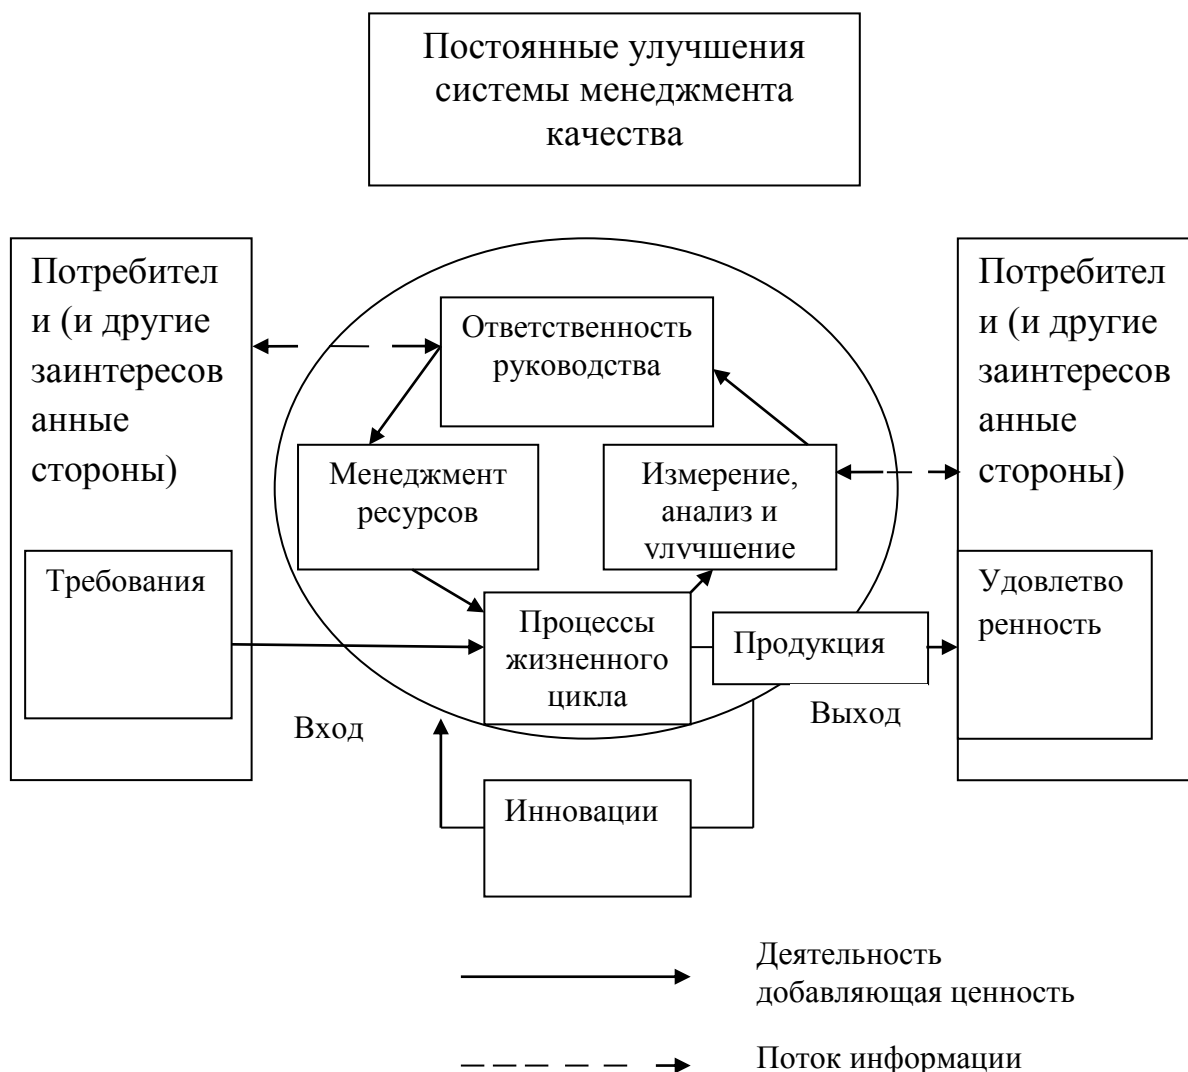 Постоянные улучшения
системы менеджмента
качества
Потребител
и (и другие
заинтересов
анные
стороны)
Требования
Ответственность
руководства
Менеджмент
ресурсов
Измерение,
анализ и
улучшение
Процессы
жизненного
цикла
Продукция
Вход
Выход
Инновации
Потребител
и (и другие
заинтересов
анные
стороны)
Удовлетво
ренность
Деятельность
добавляющая ценность
Поток информации